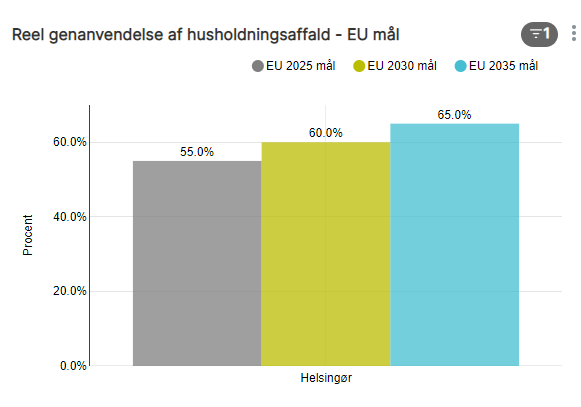 Reel genanvendelse af husholdningsaffald - EU mål
1
EU 2025 mål EU 2030 mål EU 2035 mål
65.0%
60.0%
55.0%
60.0%
40.0%
20.0%
0.0%
Procent
Helsingør